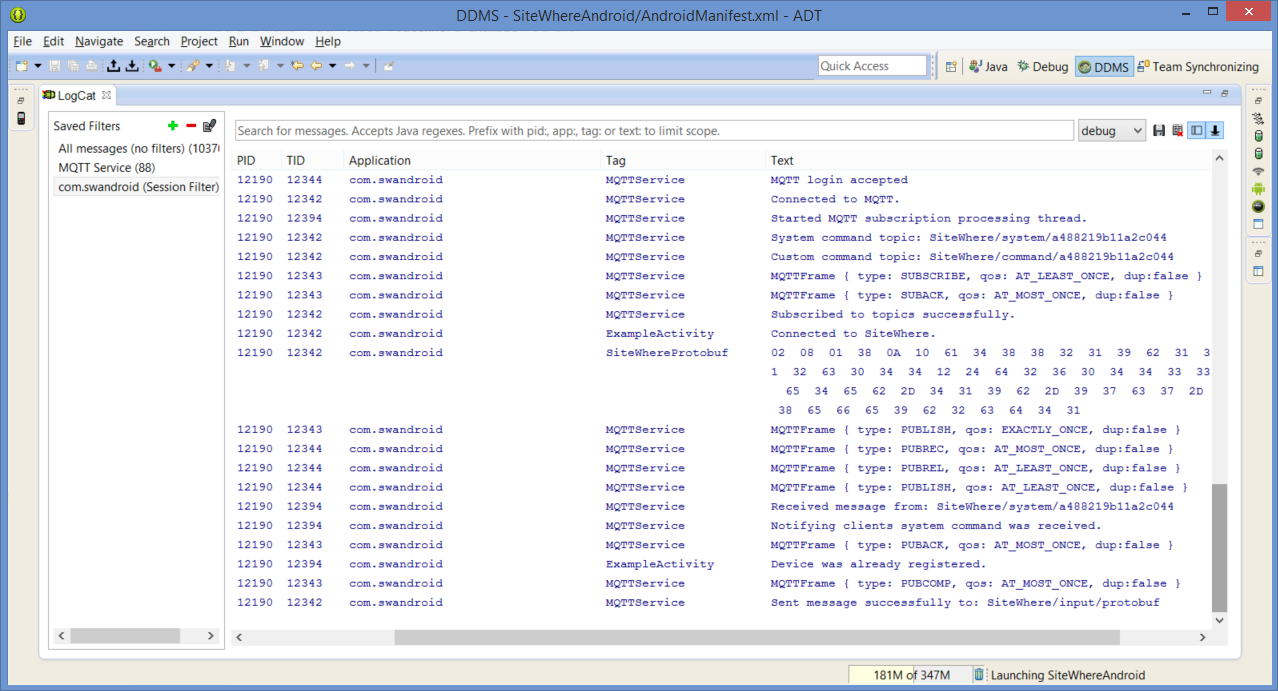 DDMS - SiteWhereAndroid/AndroidManifest.xml - ADT
File Edit Navigate Search Project Run Window Help
Quick Access Java Debug DDMS Team Synchronizing
LogCat
Saved Filters
All messages (no filters) (1037
MQTT Service (88)
com.swandroid (Session Filter)
Search for messages. Accepts Java regexes. Prefix with pid:, app:, tag: or text: to limit scope. debug
PID TID Application Tag Text
12190 12344 com.swandroid MQTTService MQTT login accepted
12190 12342 com.swandroid MQTTService Connected to MQTT.
12190 12394 com.swandroid MQTTService Started MQTT subscription processing thread.
12190 12342 com.swandroid MQTTService System command topic: SiteWhere/system/a488219b11a2c044
12190 12342 com.swandroid MQTTService Custom command topic: SiteWhere/command/a488219b11a2c044
12190 12343 com.swandroid MQTTService MQTTFrame { type: SUBSCRIBE, qos: AT_LEAST_ONCE, dup:false }
12190 12343 com.swandroid MQTTService MQTTFrame { type: SUBACK, qos: AT_MOST_ONCE, dup:false }
12190 12342 com.swandroid MQTTService Subscribed to topics successfully.
12190 12342 com.swandroid ExampleActivity Connected to SiteWhere.
12190 12342 com.swandroid SiteWhereProtobuf 02 08 01 38 0A 10 61 34 38 38 32 31 39 62 31 3
1 32 63 30 34 34 12 24 64 32 36 30 34 34 33 33
65 34 65 62 2D 34 31 39 62 2D 39 37 63 37 2D
38 65 66 65 39 62 32 63 64 34 31
12190 12343 com.swandroid MQTTService MQTTFrame { type: PUBLISH, qos: EXACTLY_ONCE, dup:false }
12190 12344 com.swandroid MQTTService MQTTFrame { type: PUBREC, qos: AT_MOST_ONCE, dup:false }
12190 12344 com.swandroid MQTTService MQTTFrame { type: PUBREL, qos: AT_LEAST_ONCE, dup:false }
12190 12344 com.swandroid MQTTService MQTTFrame { type: PUBLISH, qos: AT_LEAST_ONCE, dup:false }
12190 12394 com.swandroid MQTTService Received message from: SiteWhere/system/a488219b11a2c044
12190 12394 com.swandroid MQTTService Notifying clients system command was received.
12190 12343 com.swandroid MQTTService MQTTFrame { type: PUBACK, qos: AT_MOST_ONCE, dup:false }
12190 12394 com.swandroid ExampleActivity Device was already registered.
12190 12343 com.swandroid MQTTService MQTTFrame { type: PUBCOMP, qos: AT_MOST_ONCE, dup:false }
12190 12342 com.swandroid MQTTService Sent message successfully to: SiteWhere/input/protobuf
181M of 347M Launching SiteWhereAndroid